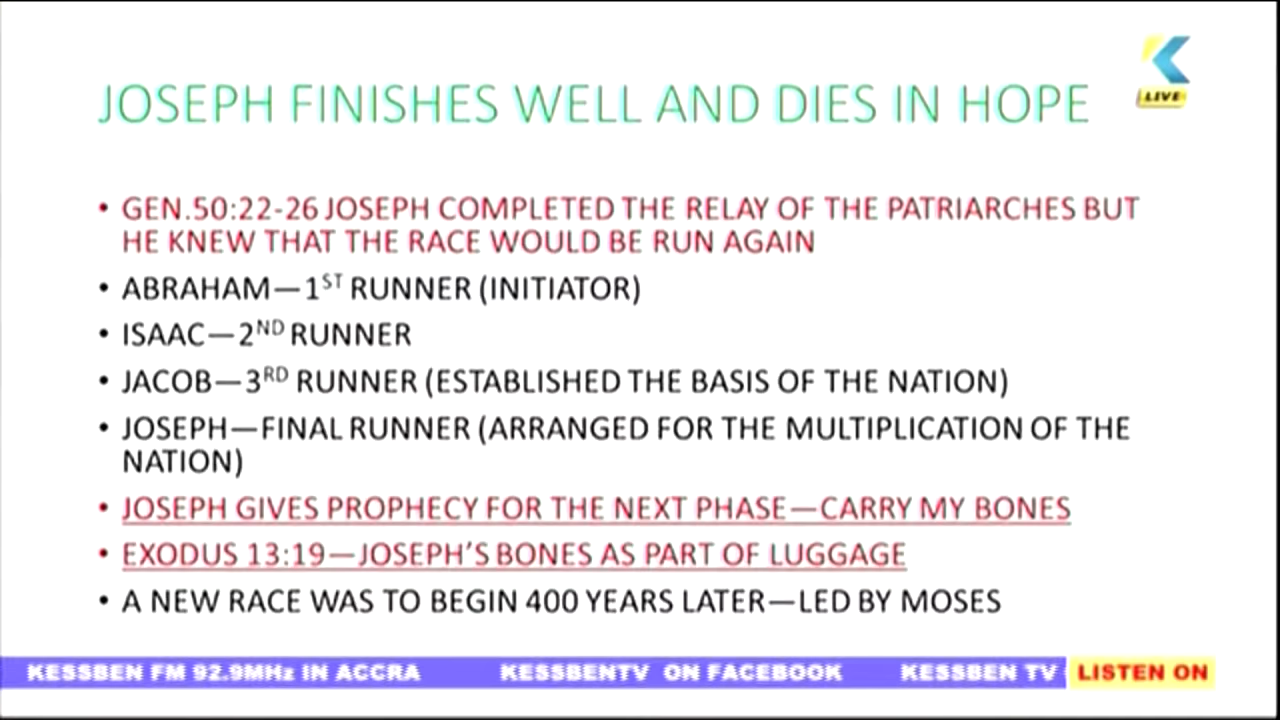 LIVE
JOSEPH FINISHES WELL AND DIES IN HOPE
• GEN.50:22-26 JOSEPH COMPLETED THE RELAY OF THE PATRIARCHES BUT
HE KNEW THAT THE RACE WOULD BE RUN AGAIN
• ABRAHAM—1ST RUNNER (INITIATOR)
• ISAAC—2ND RUNNER
• JACOB—3RD RUNNER (ESTABLISHED THE BASIS OF THE NATION)
• JOSEPH—FINAL RUNNER (ARRANGED FOR THE MULTIPLICATION OF THE
NATION)
• JOSEPH GIVES PROPHECY FOR THE NEXT PHASE—CARRY MY BONES
• EXODUS 13:19—JOSEPH'S BONES AS PART OF LUGGAGE
• A NEW RACE WAS TO BEGIN 400 YEARS LATER—LED BY MOSES
KESSBEN FM 92.9MHz IN ACCRA KESSBENTV ON FACEBOOK KESSBEN TV LISTEN ON